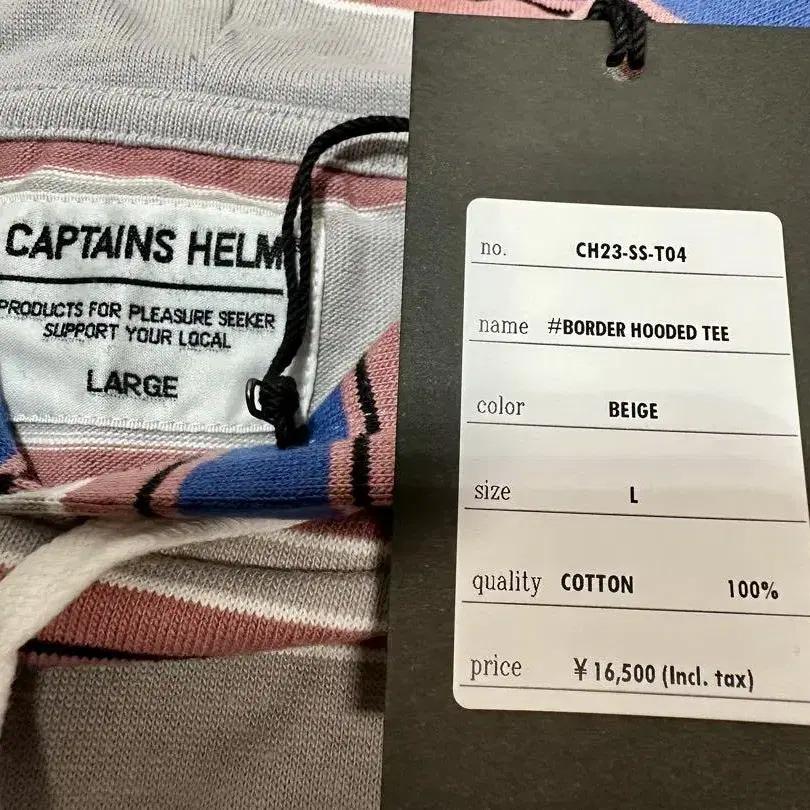 CAPTAINS HELM
PRODUCTS FOR PLEASURE SEEKER
SUPPORT YOUR LOCAL
LARGE
no. CH23-SS-T04
name #BORDER HOODED TEE
color BEIGE
size L
quality COTTON 100%
price ¥16,500 (Incl. tax)